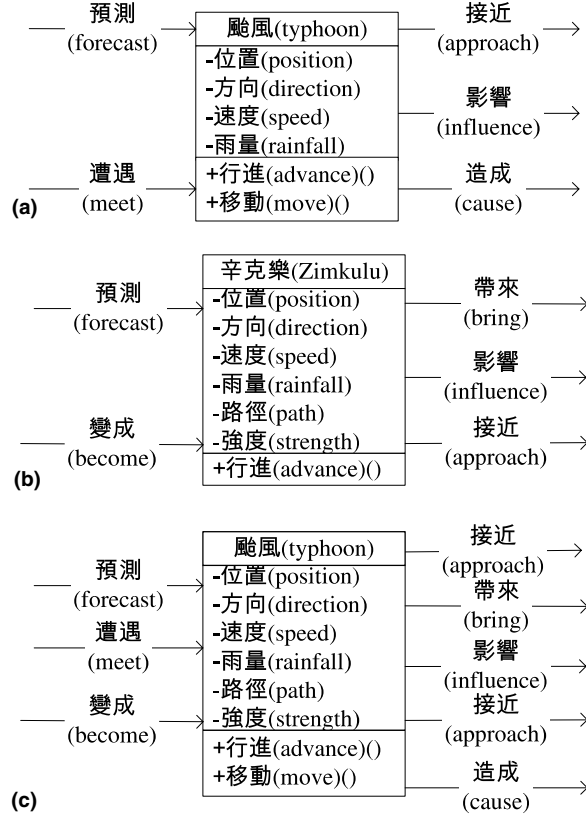 預測
(forecast)
遭遇
(meet)
颱風(typhoon)
-位置(position)
-方向(direction)
-速度(speed)
-雨量(rainfall)
+行進(advance)()
+移動(move)()
接近
(approach)
影響
(influence)
造成
(cause)
(a)
預測
(forecast)
變成
(become)
辛克樂(Zimkulu)
-位置(position)
-方向(direction)
-速度(speed)
-雨量(rainfall)
-路徑(path)
-強度(strength)
+行進(advance)()
帶來
(bring)
影響
(influence)
接近
(approach)
(b)
預測
(forecast)
遭遇
(meet)
變成
(become)
颱風(typhoon)
-位置(position)
-方向(direction)
-速度(speed)
-雨量(rainfall)
-路徑(path)
-強度(strength)
+行進(advance)()
+移動(move)()
接近
(approach)
帶來
(bring)
影響
(influence)
接近
(approach)
造成
(cause)
(c)